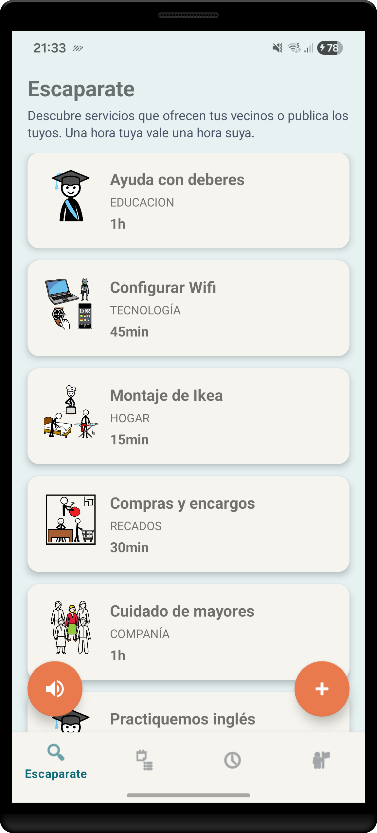 21:33
78
Escaparate
Descubre servicios que ofrecen tus vecinos o publica los
tuyos. Una hora tuya vale una hora suya.
Ayuda con deberes
EDUCACION
1h
Configurar Wifi
TECNOLOGÍA
45min
Montaje de Ikea
HOGAR
15min
Compras y encargos
RECADOS
30min
Cuidado de mayores
COMPANÍA
1h
Practiquemos inglés
Escaparate